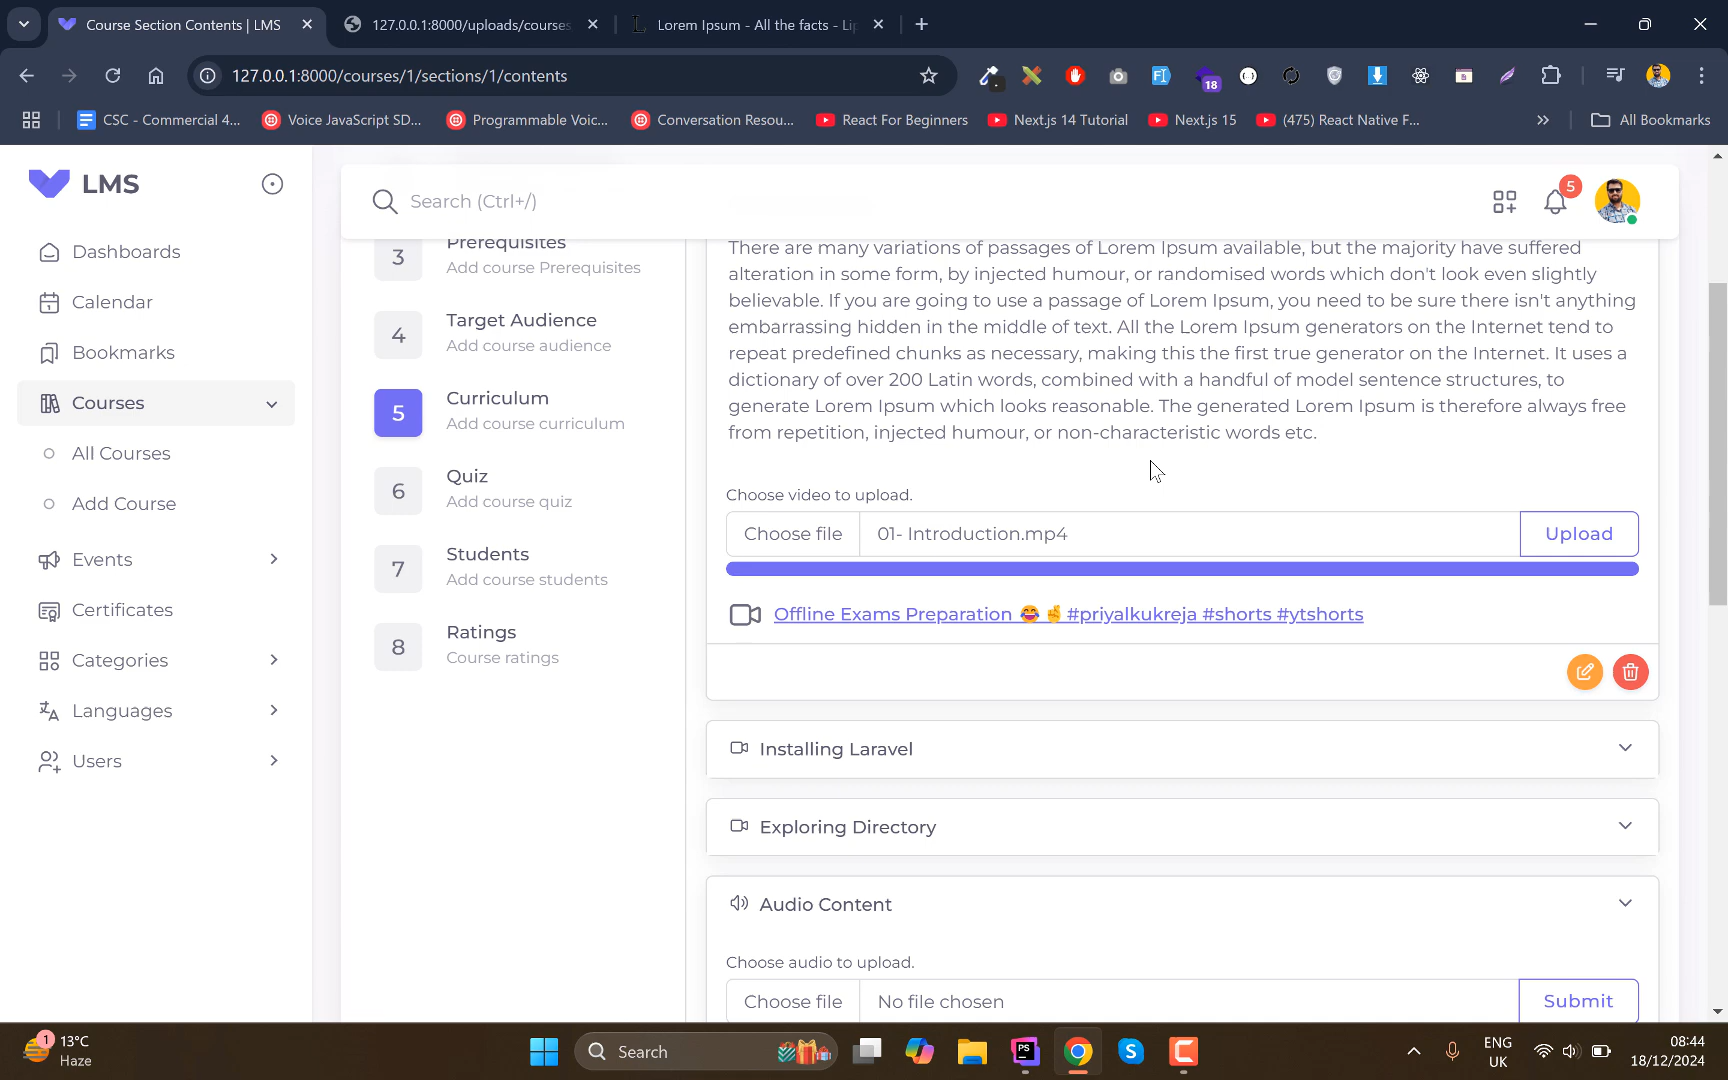 Course Section Contents | LMS
127.0.0.1:8000/uploads/courses
Lorem Ipsum - All the facts - Lip
127.0.0.1:8000/courses/1/sections/1/contents
18
CSC - Commercial 4...
Voice JavaScript SD...
Programmable Voic...
Conversation Resou...
React For Beginners
Next.js 14 Tutorial
Next.js 15
(475) React Native F...
All Bookmarks
LMS
Search (Ctrl+/)
5
Dashboards
Calendar
Bookmarks
Courses
All Courses
Add Course
Events
Certificates
Categories
Languages
Users
3
Prerequisites
Add course Prerequisites
4
Target Audience
Add course audience
5
Curriculum
Add course curriculum
6
Quiz
Add course quiz
7
Students
Add course students
8
Ratings
Course ratings
There are many variations of passages of Lorem Ipsum available, but the majority have suffered
alteration in some form, by injected humour, or randomised words which don't look even slightly
believable. If you are going to use a passage of Lorem Ipsum, you need to be sure there isn't anything
embarrassing hidden in the middle of text. All the Lorem Ipsum generators on the Internet tend to
repeat predefined chunks as necessary, making this the first true generator on the Internet. It uses a
dictionary of over 200 Latin words, combined with a handful of model sentence structures, to
generate Lorem Ipsum which looks reasonable. The generated Lorem Ipsum is therefore always free
from repetition, injected humour, or non-characteristic words etc.
Choose video to upload.
Choose file 01- Introduction.mp4 Upload
Offline Exams Preparation 😂🤞#priyalkukreja #shorts #ytshorts
Installing Laravel
Exploring Directory
Audio Content
Choose audio to upload.
Choose file No file chosen Submit
1
13°C
Haze
Search
PS
ENG
UK
08:44
18/12/2024